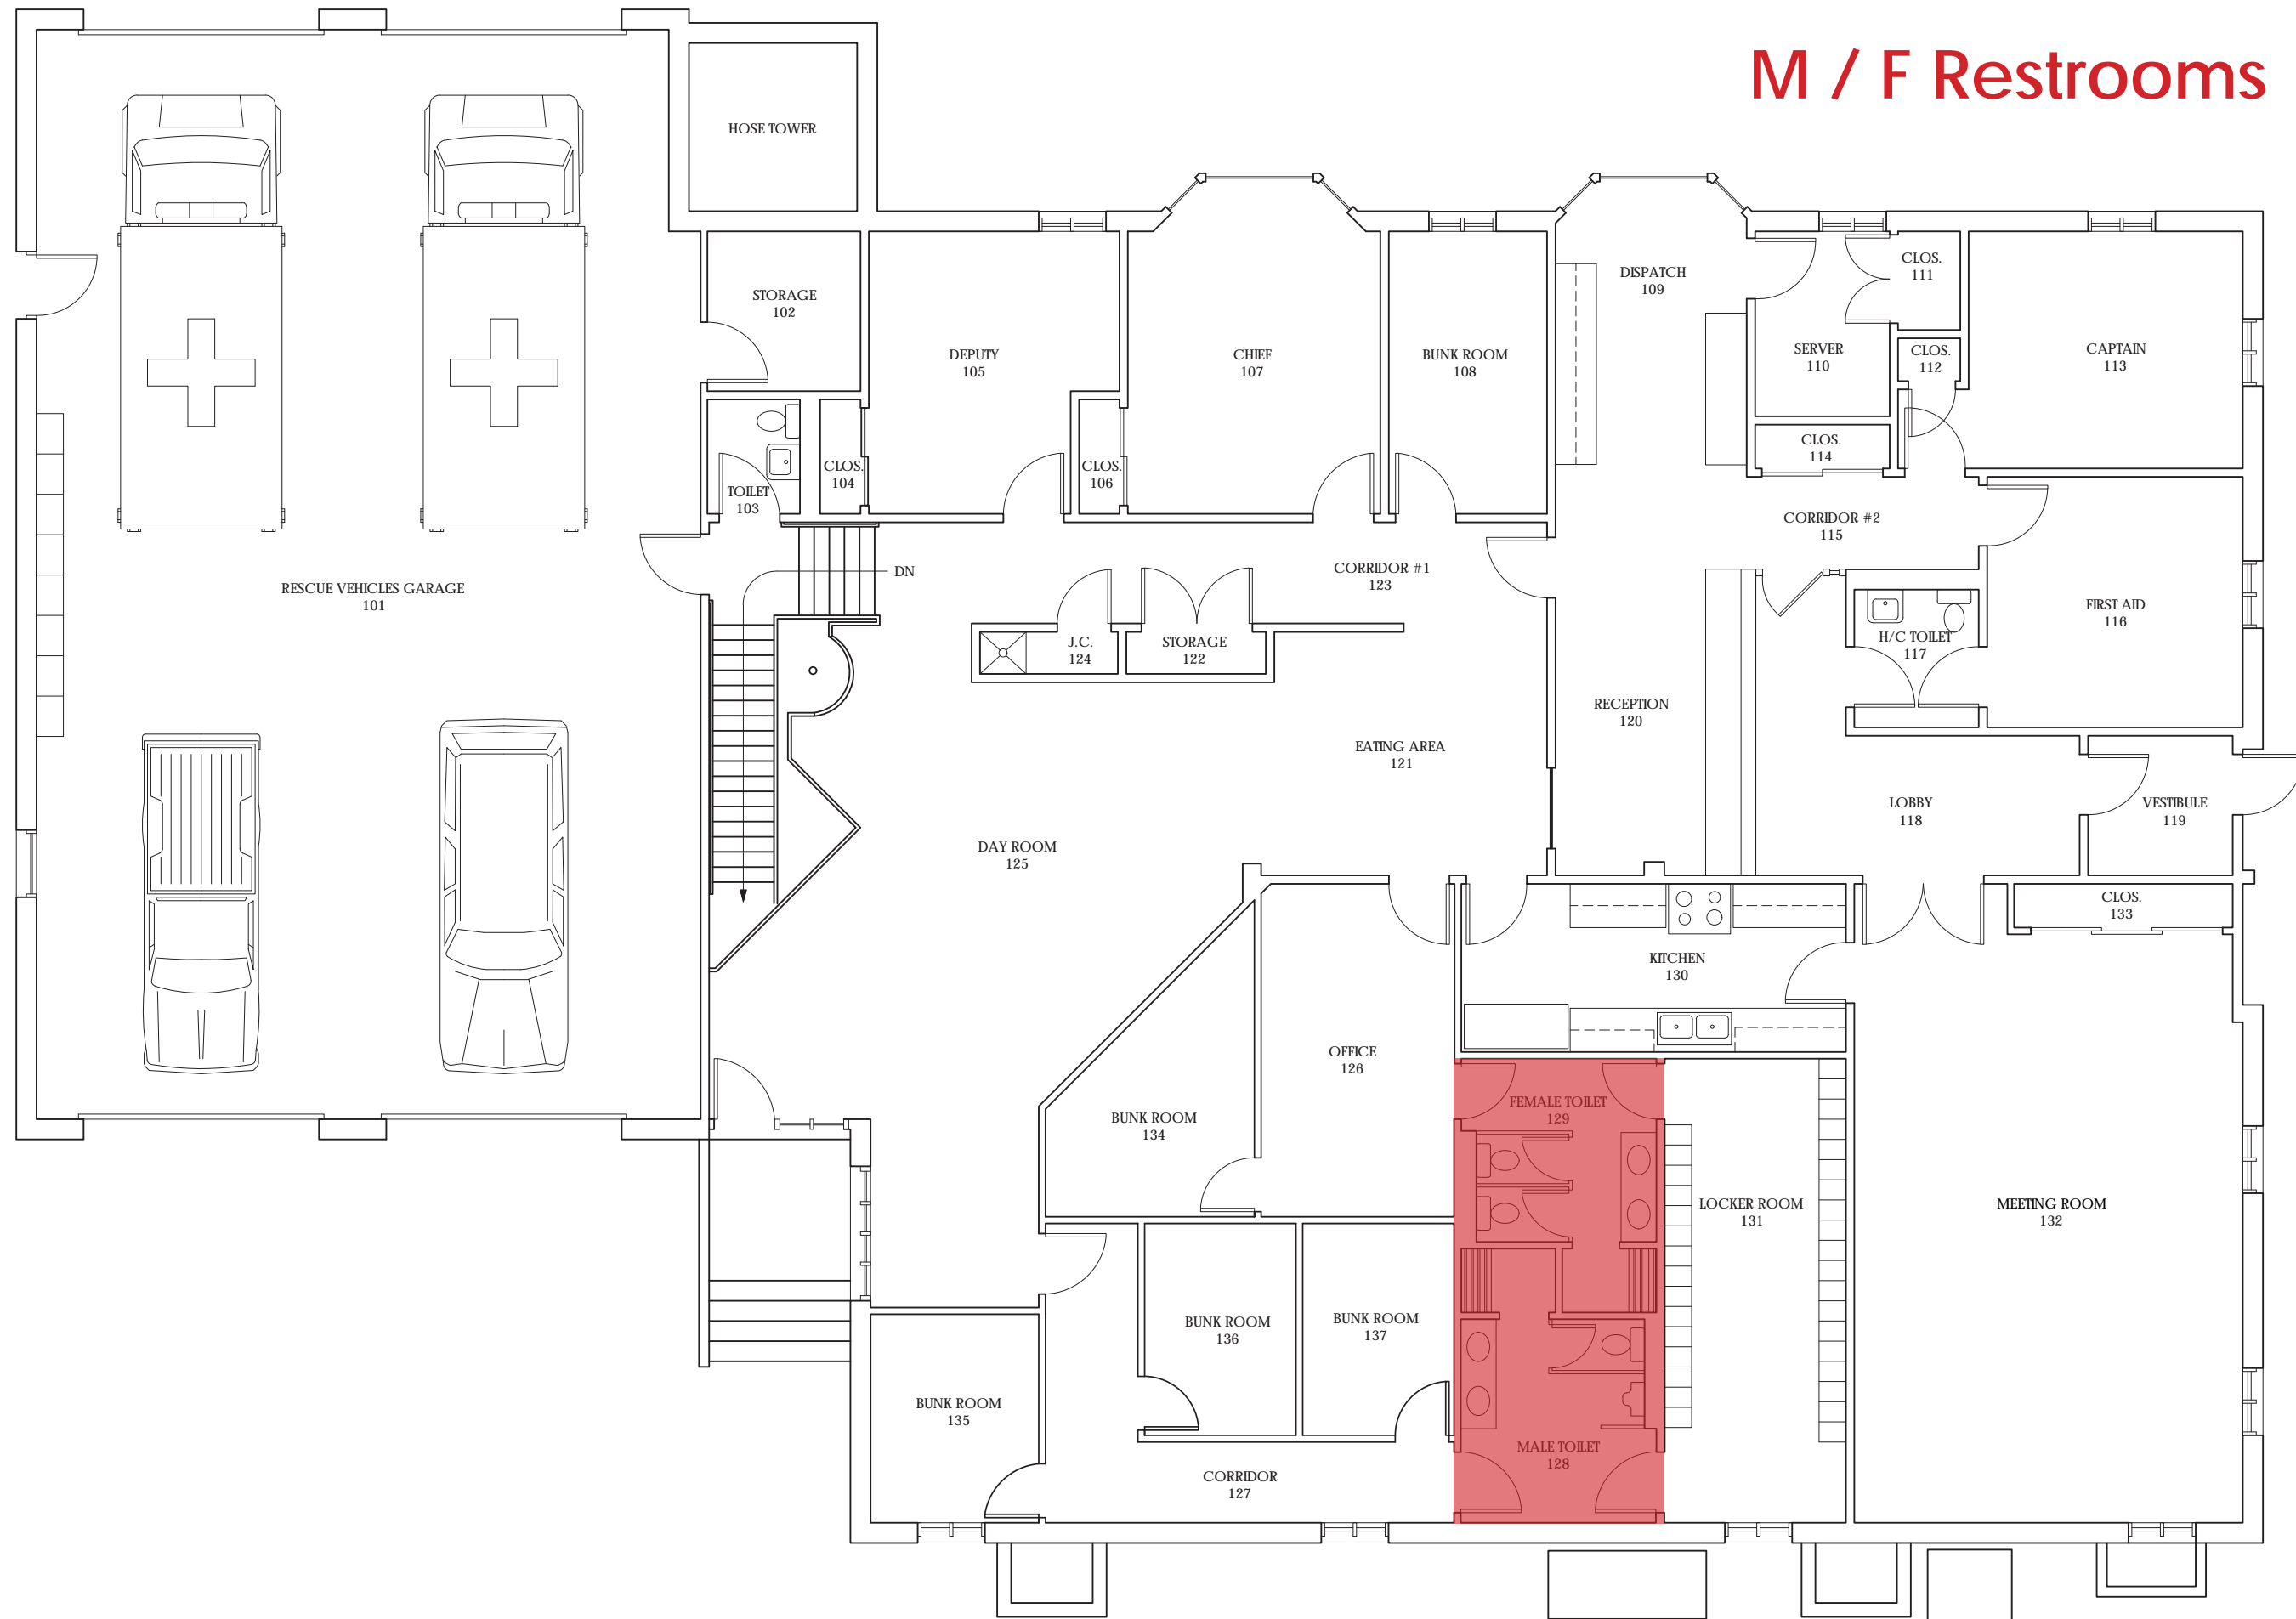 M / F Restrooms
HOSE TOWER
STORAGE
102
DEPUTY
105
CHIEF
107
BUNK ROOM
108
DISPATCH
109
SERVER
110
CLOS.
111
CLOS.
112
CAPTAIN
113
CLOS.
114
TOILET
103
CLOS.
104
CLOS.
106
CORRIDOR #2
115
DN
CORRIDOR #1
123
RESCUE VEHICLES GARAGE
101
J.C.
124
STORAGE
122
H/C TOILET
117
FIRST AID
116
RECEPTION
120
EATING AREA
121
LOBBY
118
VESTIBULE
119
DAY ROOM
125
CLOS.
133
KITCHEN
130
OFFICE
126
BUNK ROOM
134
FEMALE TOILET
129
LOCKER ROOM
131
MEETING ROOM
132
BUNK ROOM
136
BUNK ROOM
137
BUNK ROOM
135
MALE TOILET
128
CORRIDOR
127